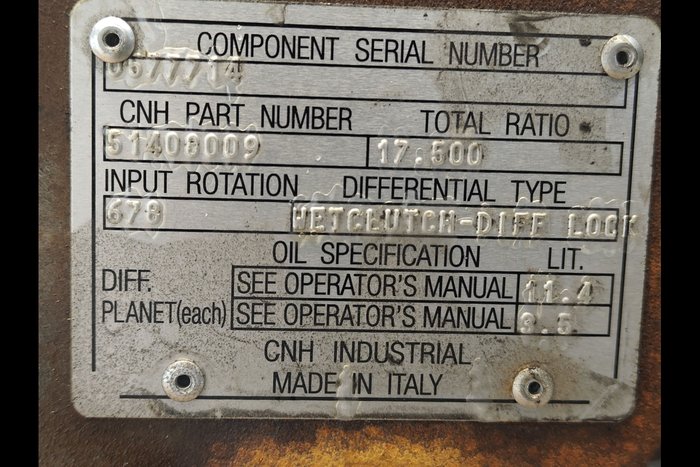 COMPONENT SERIAL NUMBER
0577714
CNH PART NUMBER TOTAL RATIO
51408009 17.500
INPUT ROTATION DIFFERENTIAL TYPE
678 WETCLUTCH-DIFF LOCK
OIL SPECIFICATION LIT.
DIFF. SEE OPERATOR'S MANUAL 11.4
PLANET(each) SEE OPERATOR'S MANUAL 3.5
CNH INDUSTRIAL
MADE IN ITALY